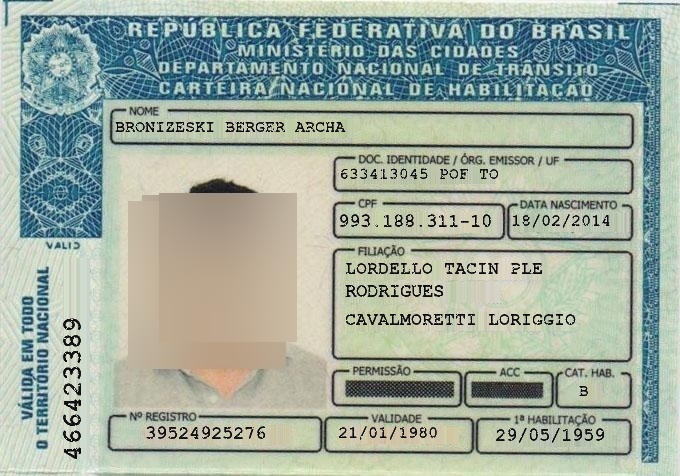 REPÚBLICA FEDERATIVA DO BRASIL
MINISTÉRIO DAS CIDADES
DEPARTAMENTO NACIONAL DE TRÂNSITO
CARTEIRA NACIONAL DE HABILITAÇÃO
NOME
BRONIZESKI BERGER ARCHA
DOC. IDENTIDADE / ÓRG. EMISSOR / UF
633413045 POF TO
CPF
993.188.311-10
DATA NASCIMENTO
18/02/2014
FILIAÇÃO
LORDELLO TACIN PLE
RODRIGUES
CAVALMORETTI LORIGGIO
PERMISSÃO
ACC
CAT. HAB.
B
Nº REGISTRO
39524925276
VALIDADE
21/01/1980
1ª HABILITAÇÃO
29/05/1959
VALID
VÁLIDA EM TODO
O TERRITÓRIO NACIONAL
466423389